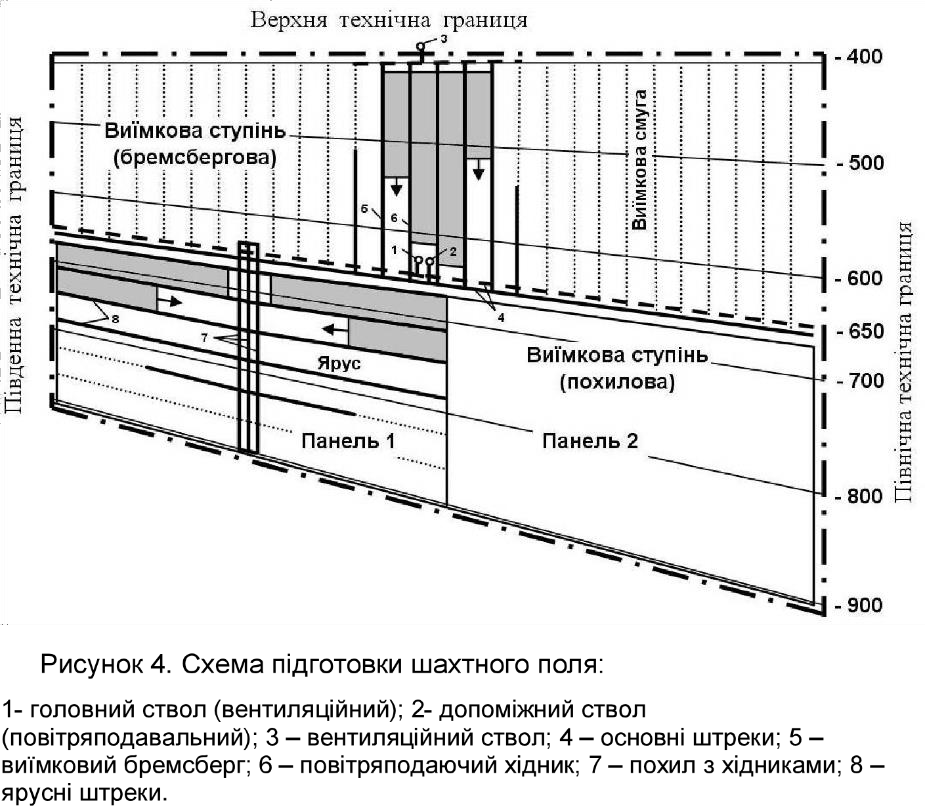 Верхня технічна границя
3
- 400
Виїмкова ступінь
(бремсбергова)
Виїмкова смуга
- 500
Південна технічна границя
5
6
1
2
- 600
4
- 650
8
7
Ярус
Виїмкова ступінь
(похилова)
- 700
Північна технічна границя
Панель 1
Панель 2
- 800
- 900
Рисунок 4. Схема підготовки шахтного поля:
1- головний ствол (вентиляційний); 2- допоміжний ствол
(повітряподавальний); 3 – вентиляційний ствол; 4 – основні штреки; 5 –
виїмковий бремсберг; 6 – повітряподаючий хідник; 7 – похил з хідниками; 8 –
ярусні штреки.